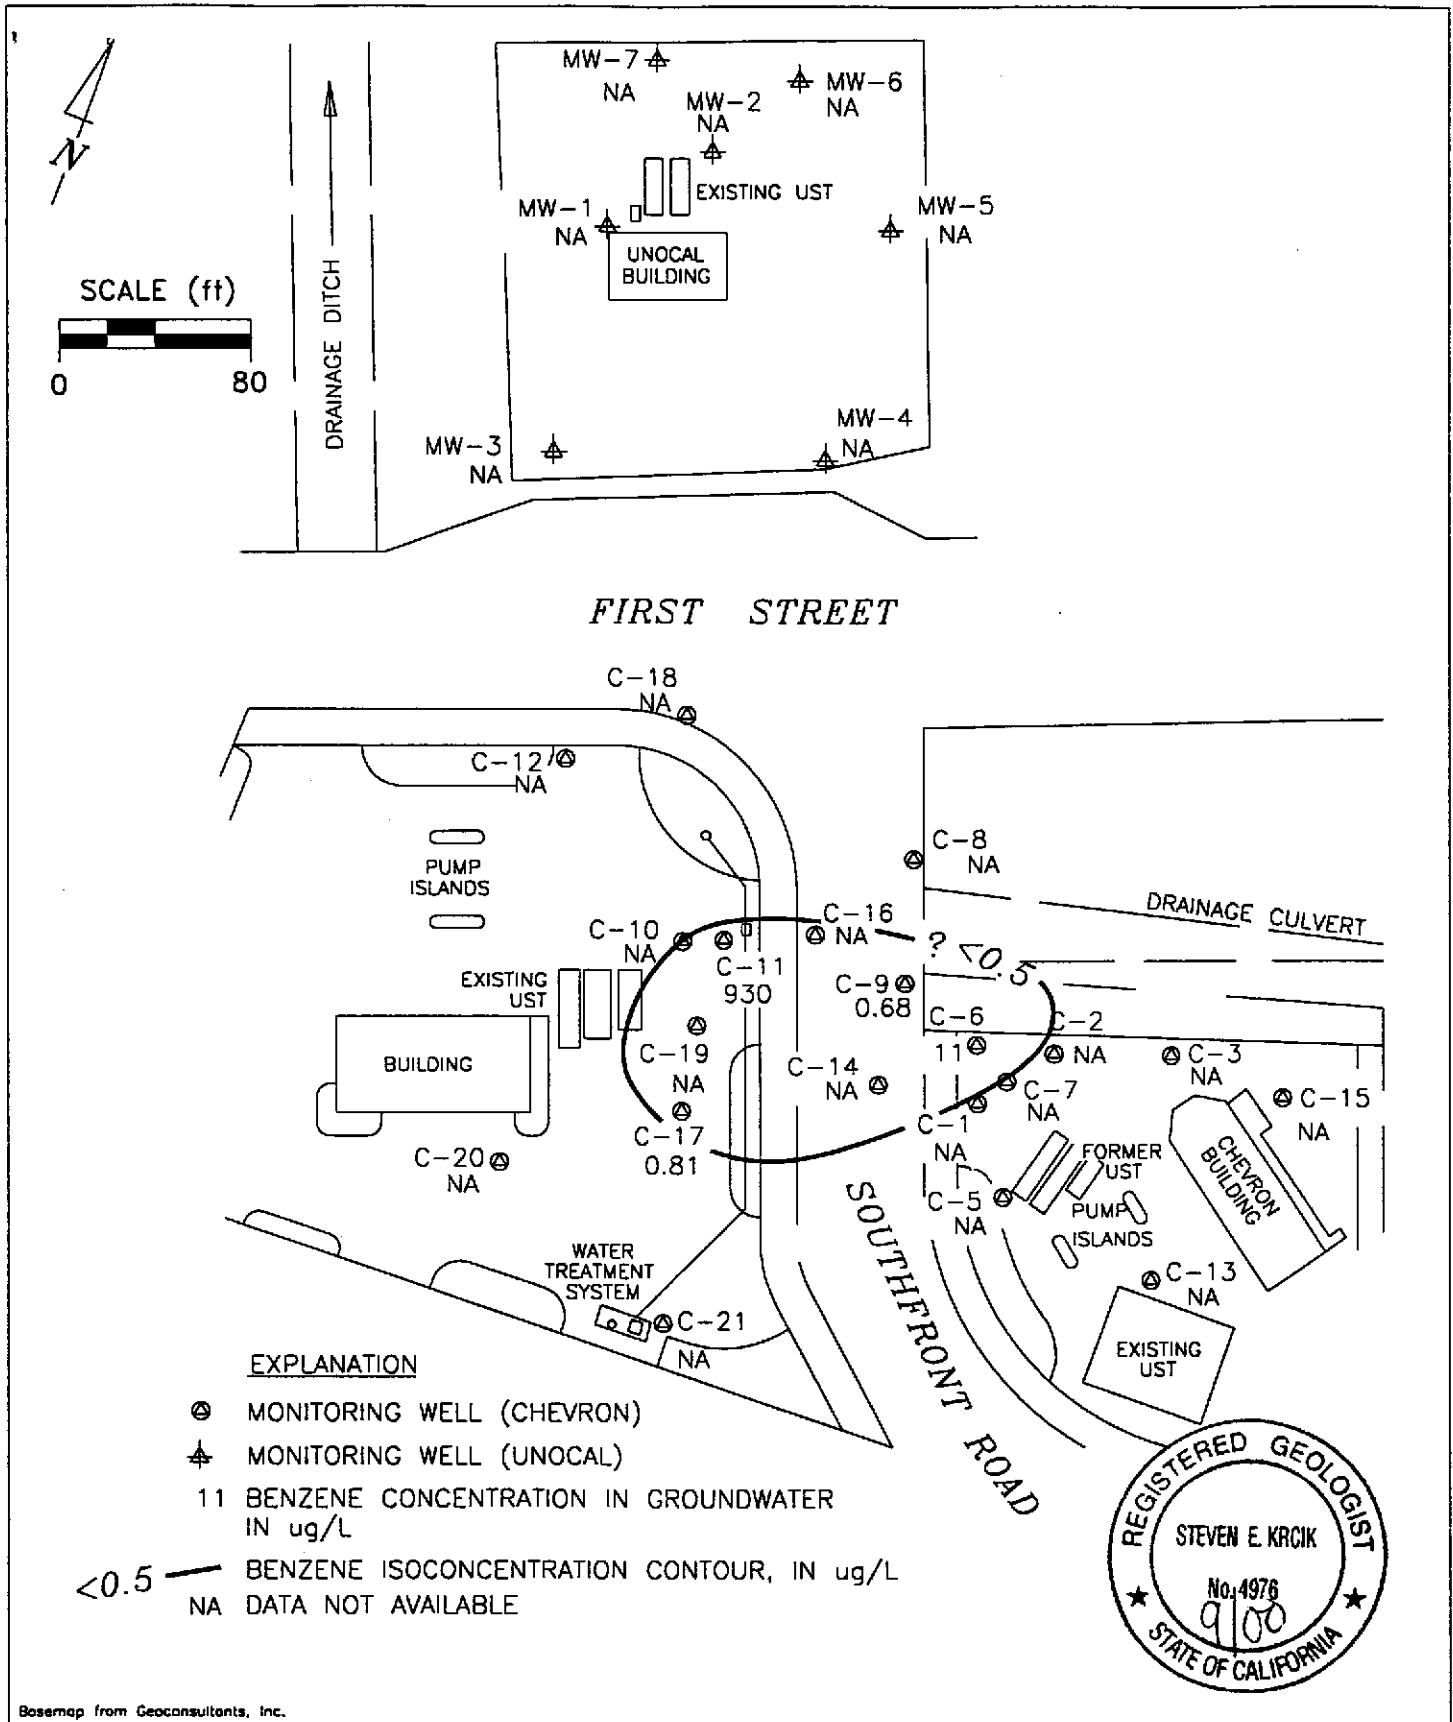 MW-7
NA
MW-6
NA
MW-2
NA
N
EXISTING UST
MW-1
NA
MW-5
NA
UNOCAL
BUILDING
SCALE (ft)
0 80
DRAINAGE DITCH
MW-3
NA
MW-4
NA
FIRST STREET
C-18
NA
C-12
NA
PUMP
ISLANDS
C-8
NA
DRAINAGE CULVERT
C-10
NA
C-16
NA
? <0.5
C-11
930
EXISTING
UST
C-9
0.68
C-6
11
C-2
NA
C-3
NA
BUILDING
C-19
NA
C-14
NA
C-7
NA
C-15
NA
C-1
NA
C-17
0.81
C-20
NA
FORMER
UST
CHEVRON
BUILDING
C-5
NA
PUMP
ISLANDS
SOUTHFRONT ROAD
WATER
TREATMENT
SYSTEM
C-13
NA
C-21
NA
EXISTING
UST
EXPLANATION
MONITORING WELL (CHEVRON)
MONITORING WELL (UNOCAL)
11 BENZENE CONCENTRATION IN GROUNDWATER
IN ug/L
<0.5 BENZENE ISOCONCENTRATION CONTOUR, IN ug/L
NA DATA NOT AVAILABLE
REGISTERED GEOLOGIST
STEVEN E. KRCIK
No. 4976
STATE OF CALIFORNIA
Basemap from Geoconsultants, Inc.